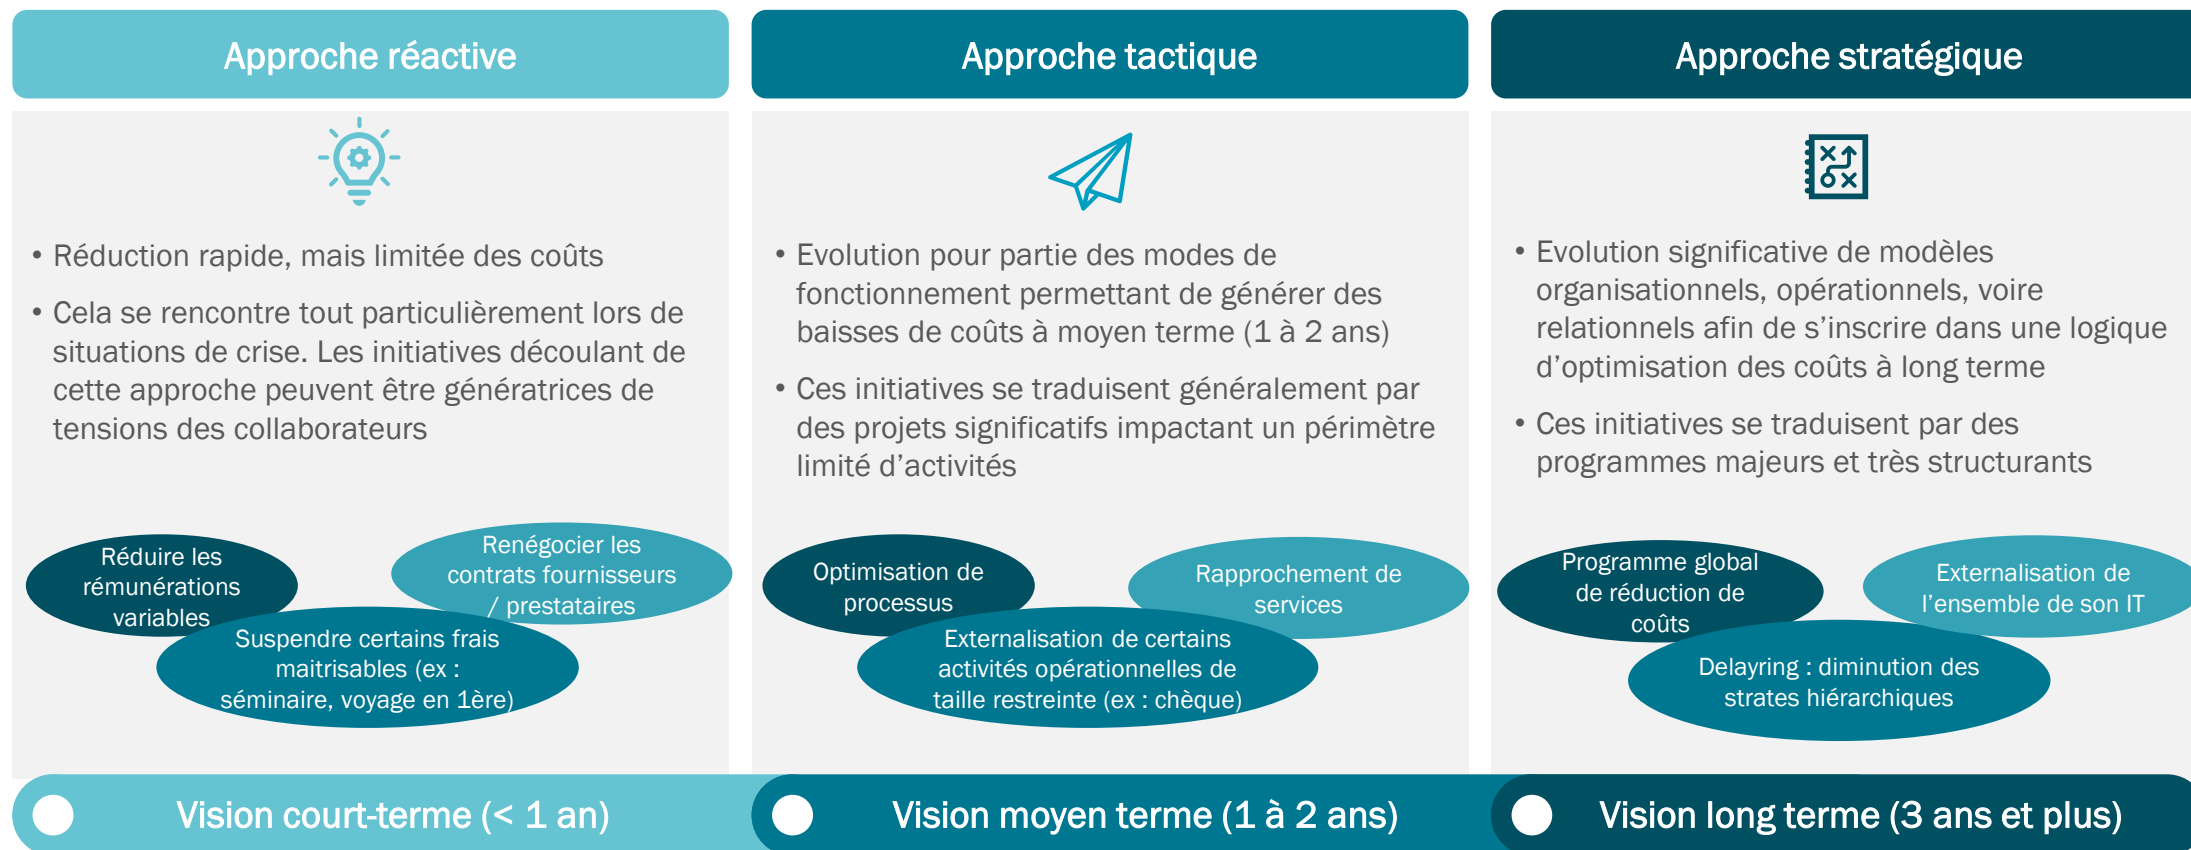 Approche réactive
• Réduction rapide, mais limitée des coûts
• Cela se rencontre tout particulièrement lors de
situations de crise. Les initiatives découlant de
cette approche peuvent être génératrices de
tensions des collaborateurs
Réduire les
rémunérations
variables
Renégocier les
contrats fournisseurs
/ prestataires
Suspendre certains frais
maitrisables (ex :
séminaire, voyage en 1ère)
Vision court-terme (< 1 an)
Approche tactique
• Evolution pour partie des modes de
fonctionnement permettant de générer des
baisses de coûts à moyen terme (1 à 2 ans)
• Ces initiatives se traduisent généralement par
des projets significatifs impactant un périmètre
limité d’activités
Optimisation de
processus
Rapprochement de
services
Externalisation de certains
activités opérationnelles de
taille restreinte (ex : chèque)
Vision moyen terme (1 à 2 ans)
Approche stratégique
• Evolution significative de modèles
organisationnels, opérationnels, voire
relationnels afin de s’inscrire dans une logique
d’optimisation des coûts à long terme
• Ces initiatives se traduisent par des
programmes majeurs et très structurants
Programme global
de réduction de
coûts
Externalisation de
l’ensemble de son IT
Delayring : diminution des
strates hiérarchiques
Vision long terme (3 ans et plus)